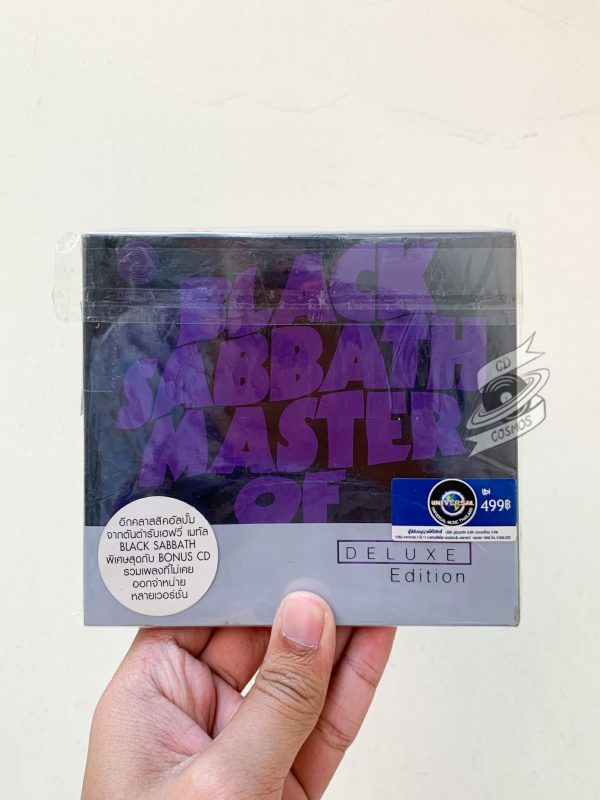 BLACK
SABBATH
MASTER
OF
CD
COSMOS
UNIVERSAL
UNIVERSAL MUSIC THAILAND
499฿
DELUXE
Edition
อีกคลาสสิคอัลบั้ม
จากต้นตำรับเฮฟวี่ เมทัล
BLACK SABBATH
พิเศษสุดกับ BONUS CD
รวมเพลงที่ไม่เคย
ออกจำหน่าย
หลายเวอร์ชั่น